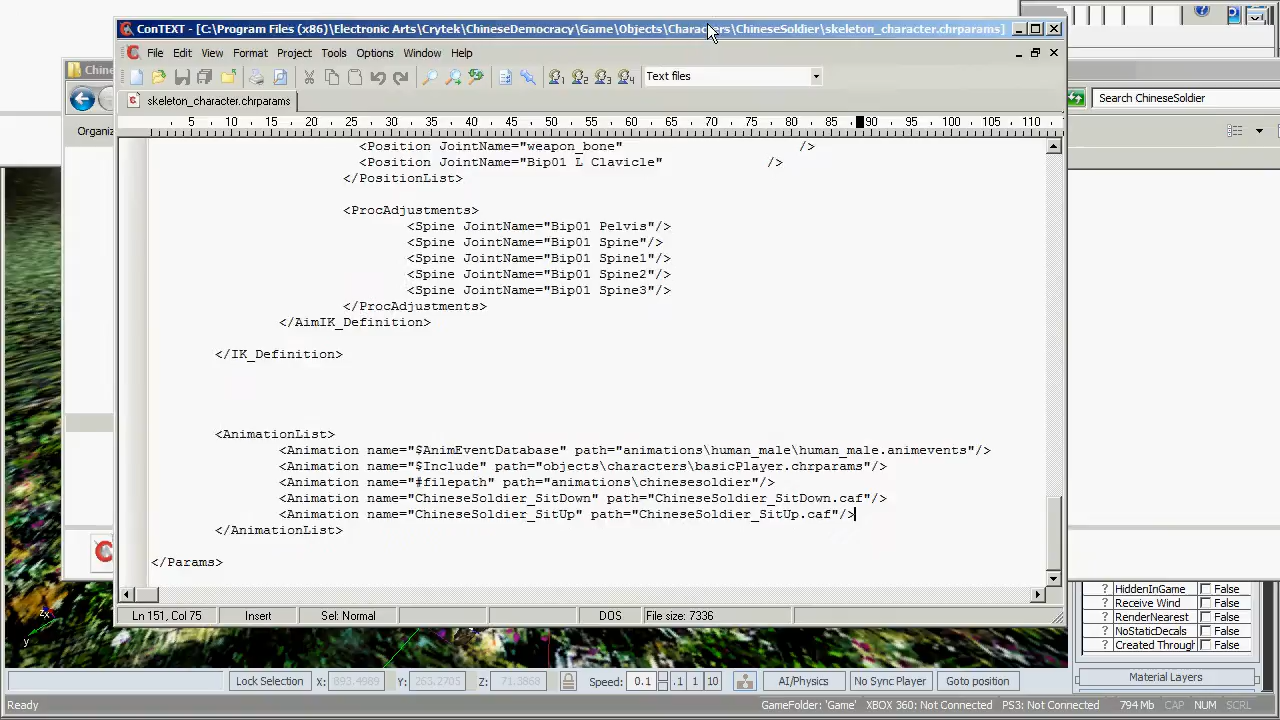 ConTEXT - [C:\Program Files (x86)\Electronic Arts\Crytek\ChineseDemocracy\Game\Objects\Characters\ChineseSoldier\skeleton_character.chrparams]
File Edit View Format Project Tools Options Window Help
Text files
skeleton_character.chrparams
5 10 15 20 25 30 35 40 45 50 55 60 65 70 75 80 85 90 95 100 105 110
<Position JointName="weapon_bone" />
<Position JointName="Bip01 L Clavicle" />
</PositionList>
<ProcAdjustments>
<Spine JointName="Bip01 Pelvis"/>
<Spine JointName="Bip01 Spine"/>
<Spine JointName="Bip01 Spine1"/>
<Spine JointName="Bip01 Spine2"/>
<Spine JointName="Bip01 Spine3"/>
</ProcAdjustments>
</AimIK_Definition>
</IK_Definition>
<AnimationList>
<Animation name="$AnimEventDatabase" path="animations\human_male\human_male.animevents"/>
<Animation name="$Include" path="objects\characters\basicPlayer.chrparams"/>
<Animation name="#filepath" path="animations\chinesesoldier"/>
<Animation name="ChineseSoldier_SitDown" path="ChineseSoldier_SitDown.caf"/>
<Animation name="ChineseSoldier_SitUp" path="ChineseSoldier_SitUp.caf"/>
</AnimationList>
</Params>
Ln 151, Col 75 Insert Sel: Normal DOS File size: 7336
Chine
Organiz
Search ChineseSoldier
? HiddenInGame False
? Receive Wind False
? RenderNearest False
? NoStaticDecals False
? Created Through False
Material Layers
z x
y
Lock Selection X: 893.4989 Y: 263.2705 Z: 71.3868 Speed: 0.1 .1 1 10 AI/Physics No Sync Player Goto position
Ready GameFolder: 'Game' XBOX 360: Not Connected PS3: Not Connected 794 Mb CAP NUM SCRL